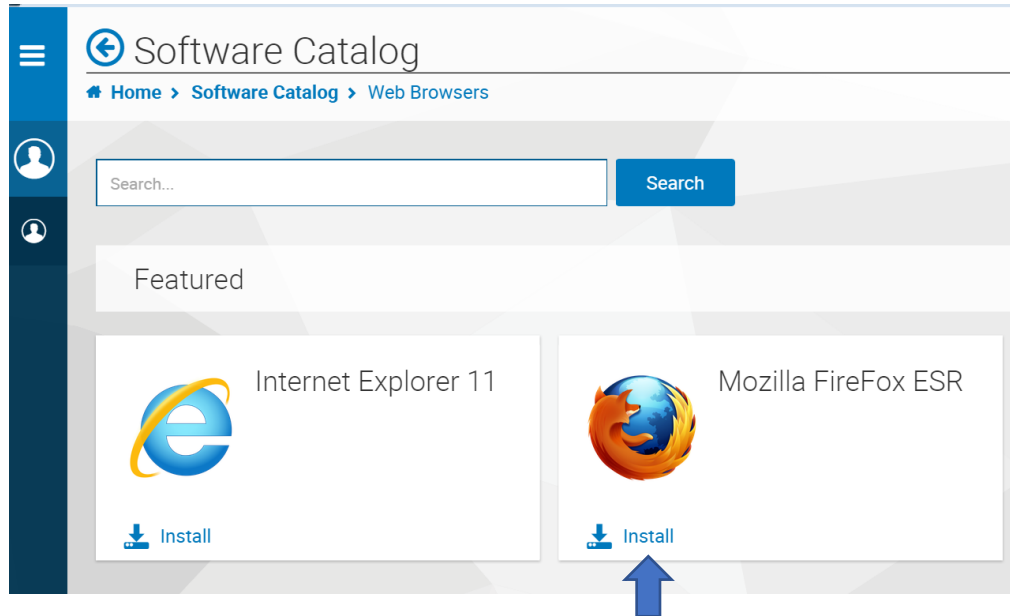 Software Catalog
Home > Software Catalog > Web Browsers
Search...
Search
Featured
Internet Explorer 11
Mozilla FireFox ESR
Install
Install